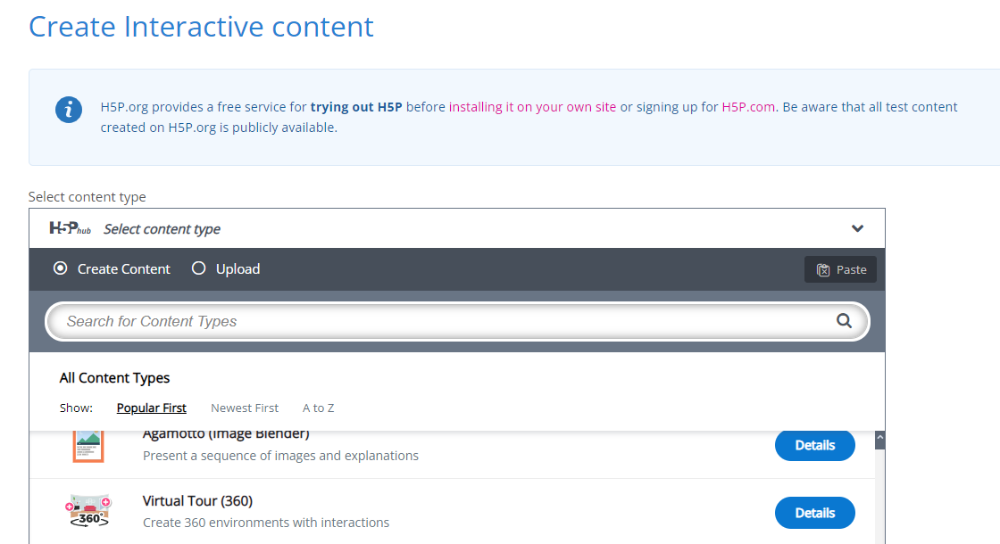 Create Interactive content
H5P.org provides a free service for trying out H5P before installing it on your own site or signing up for H5P.com. Be aware that all test content
created on H5P.org is publicly available.
Select content type
H5P hub Select content type
Create Content Upload Paste
Search for Content Types
All Content Types
Show: Popular First Newest First A to Z
Agamotto (Image Blender)
Present a sequence of images and explanations
Details
Virtual Tour (360)
Create 360 environments with interactions
Details
360°